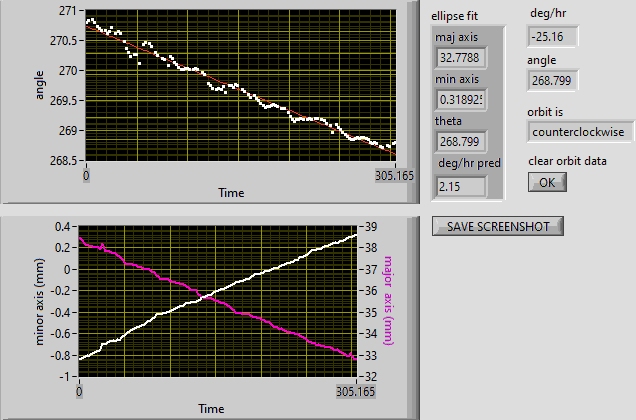 271
270.5
270
269.5
269
268.5
angle
0
305.165
Time
ellipse fit
maj axis
32.7788
min axis
0.318925
theta
268.799
deg/hr pred
2.15
deg/hr
-25.16
angle
268.799
orbit is
counterclockwise
clear orbit data
OK
SAVE SCREENSHOT
0.4
0.2
0
-0.2
-0.4
-0.6
-0.8
-1
minor axis (mm)
39
38
37
36
35
34
33
32
major axis (mm)
0
305.165
Time